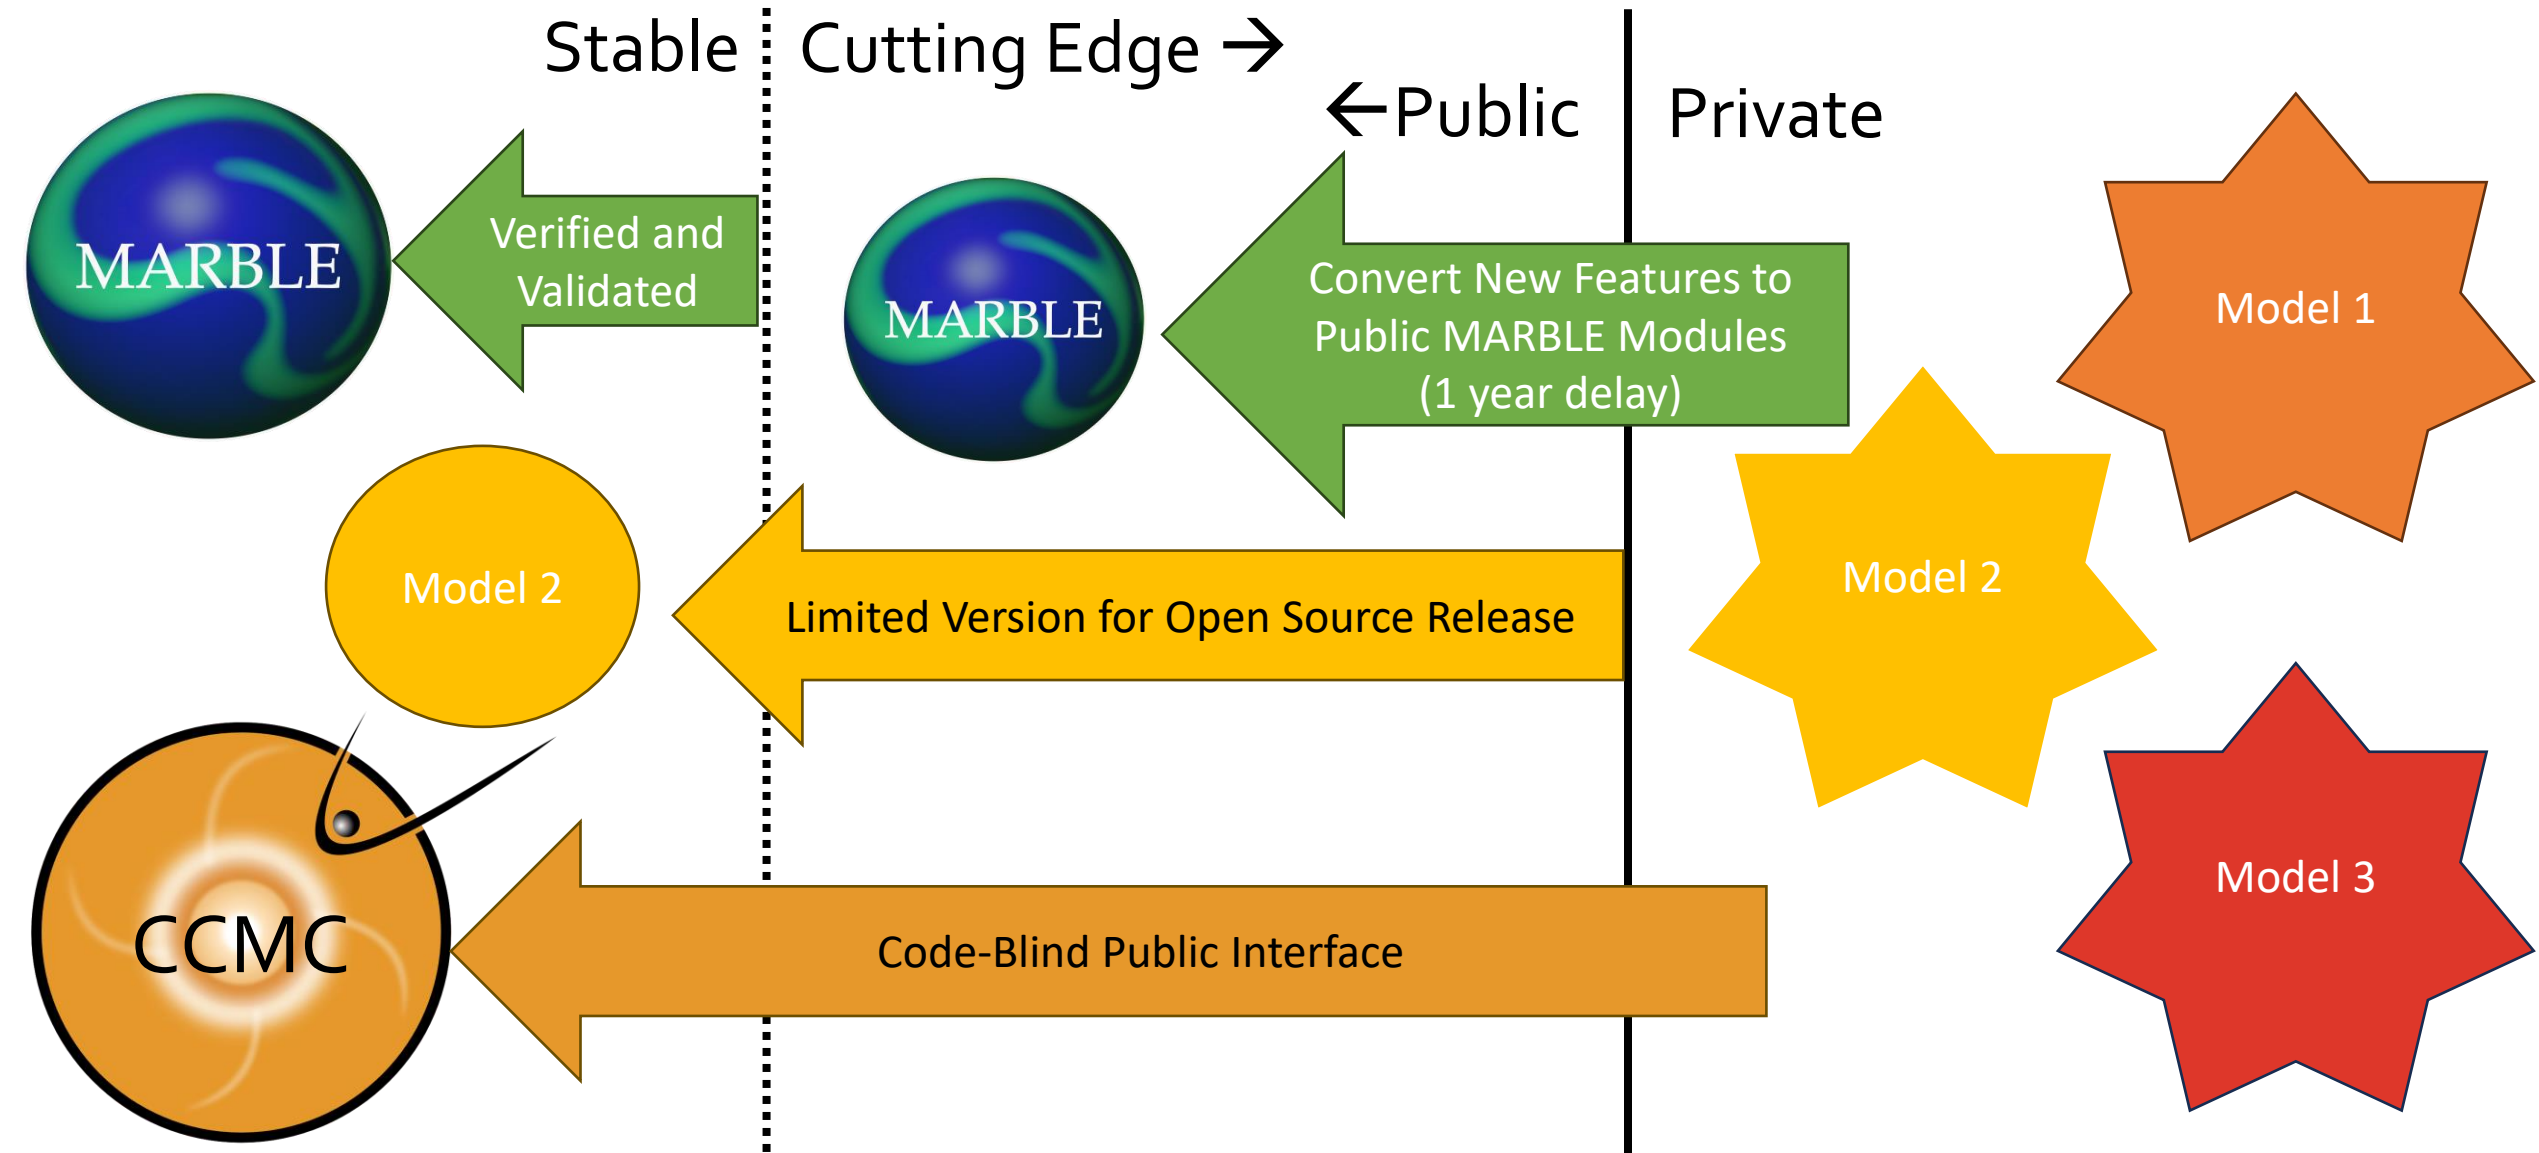 Stable
Cutting Edge →
←Public
Private
MARBLE
Verified and
Validated
MARBLE
Convert New Features to
Public MARBLE Modules
(1 year delay)
Model 1
Model 2
Limited Version for Open Source Release
Model 2
CCMC
Code-Blind Public Interface
Model 3